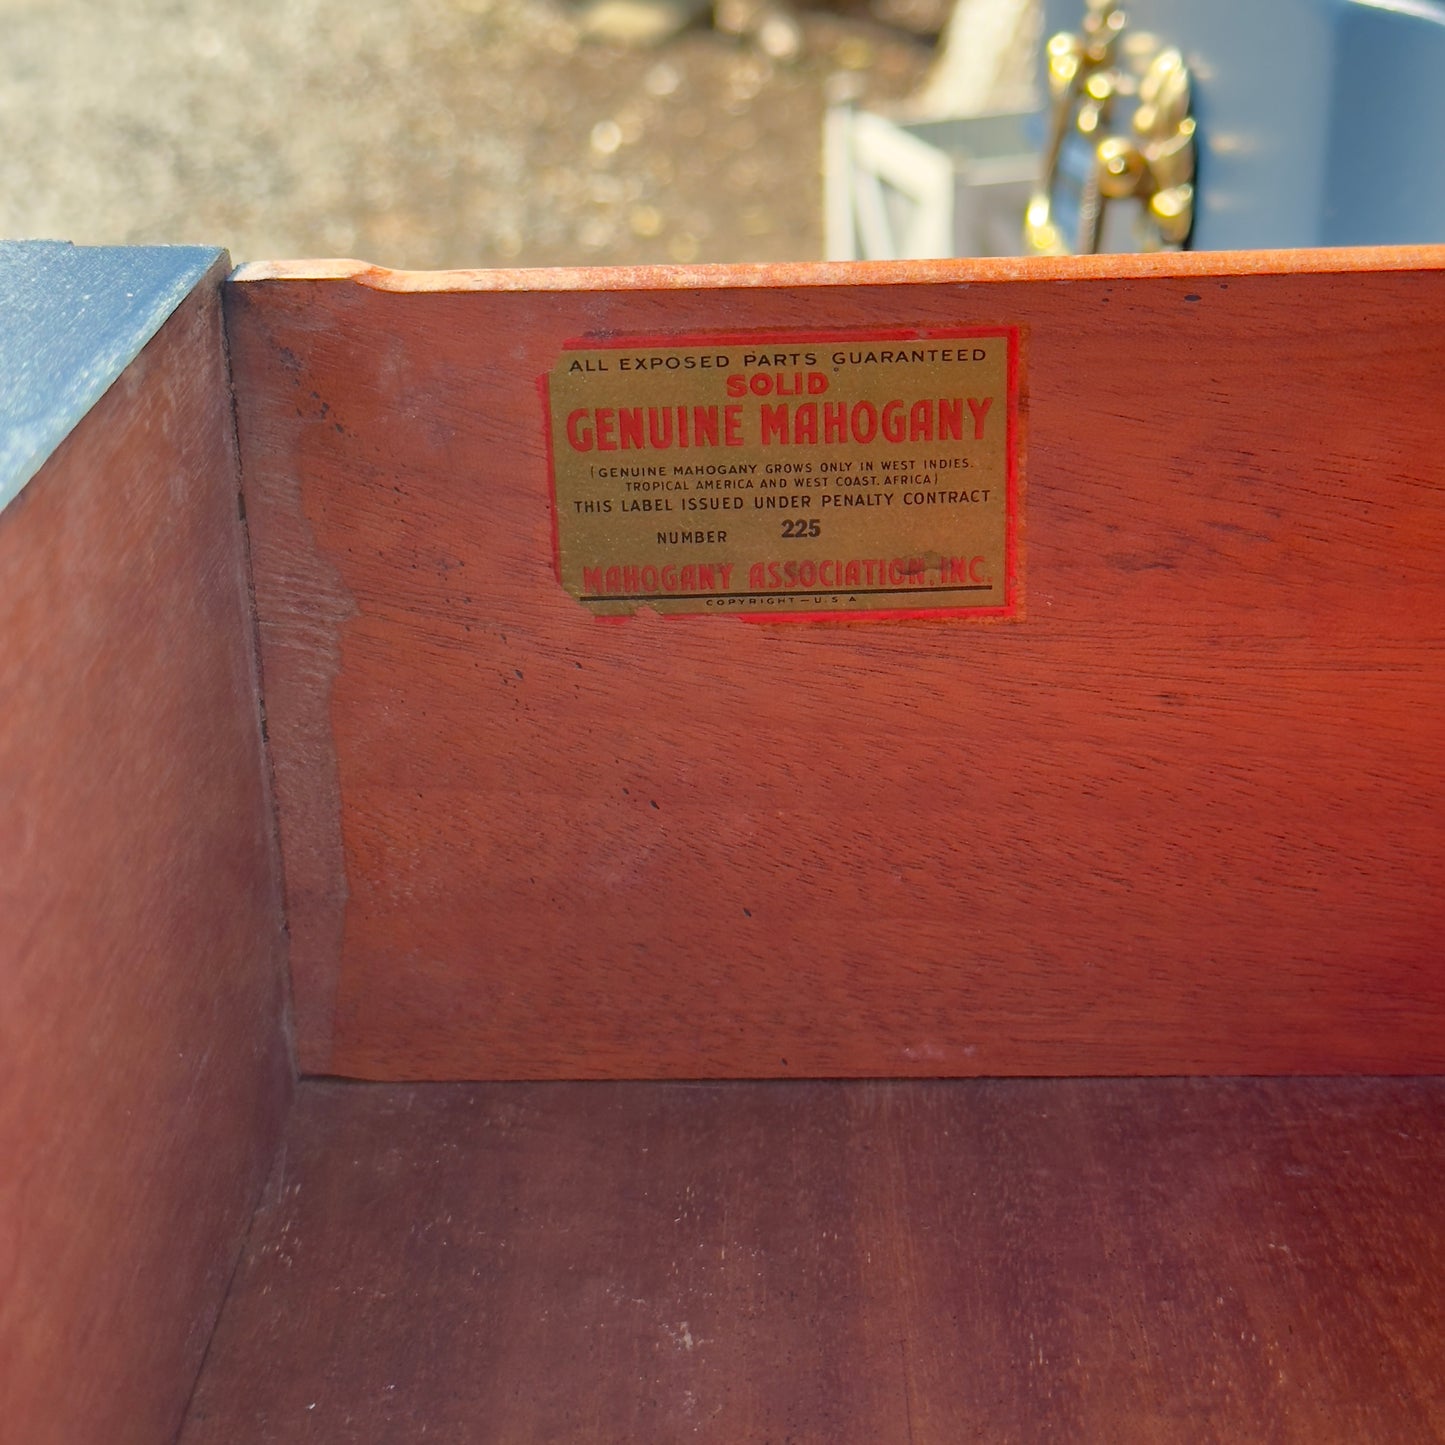 ALL EXPOSED PARTS GUARANTEED
SOLID
GENUINE MAHOGANY
(GENUINE MAHOGANY GROWS ONLY IN WEST INDIES.
TROPICAL AMERICA AND WEST COAST. AFRICA)
THIS LABEL ISSUED UNDER PENALTY CONTRACT
NUMBER 225
MAHOGANY ASSOCIATION, INC.
COPYRIGHT — U.S A